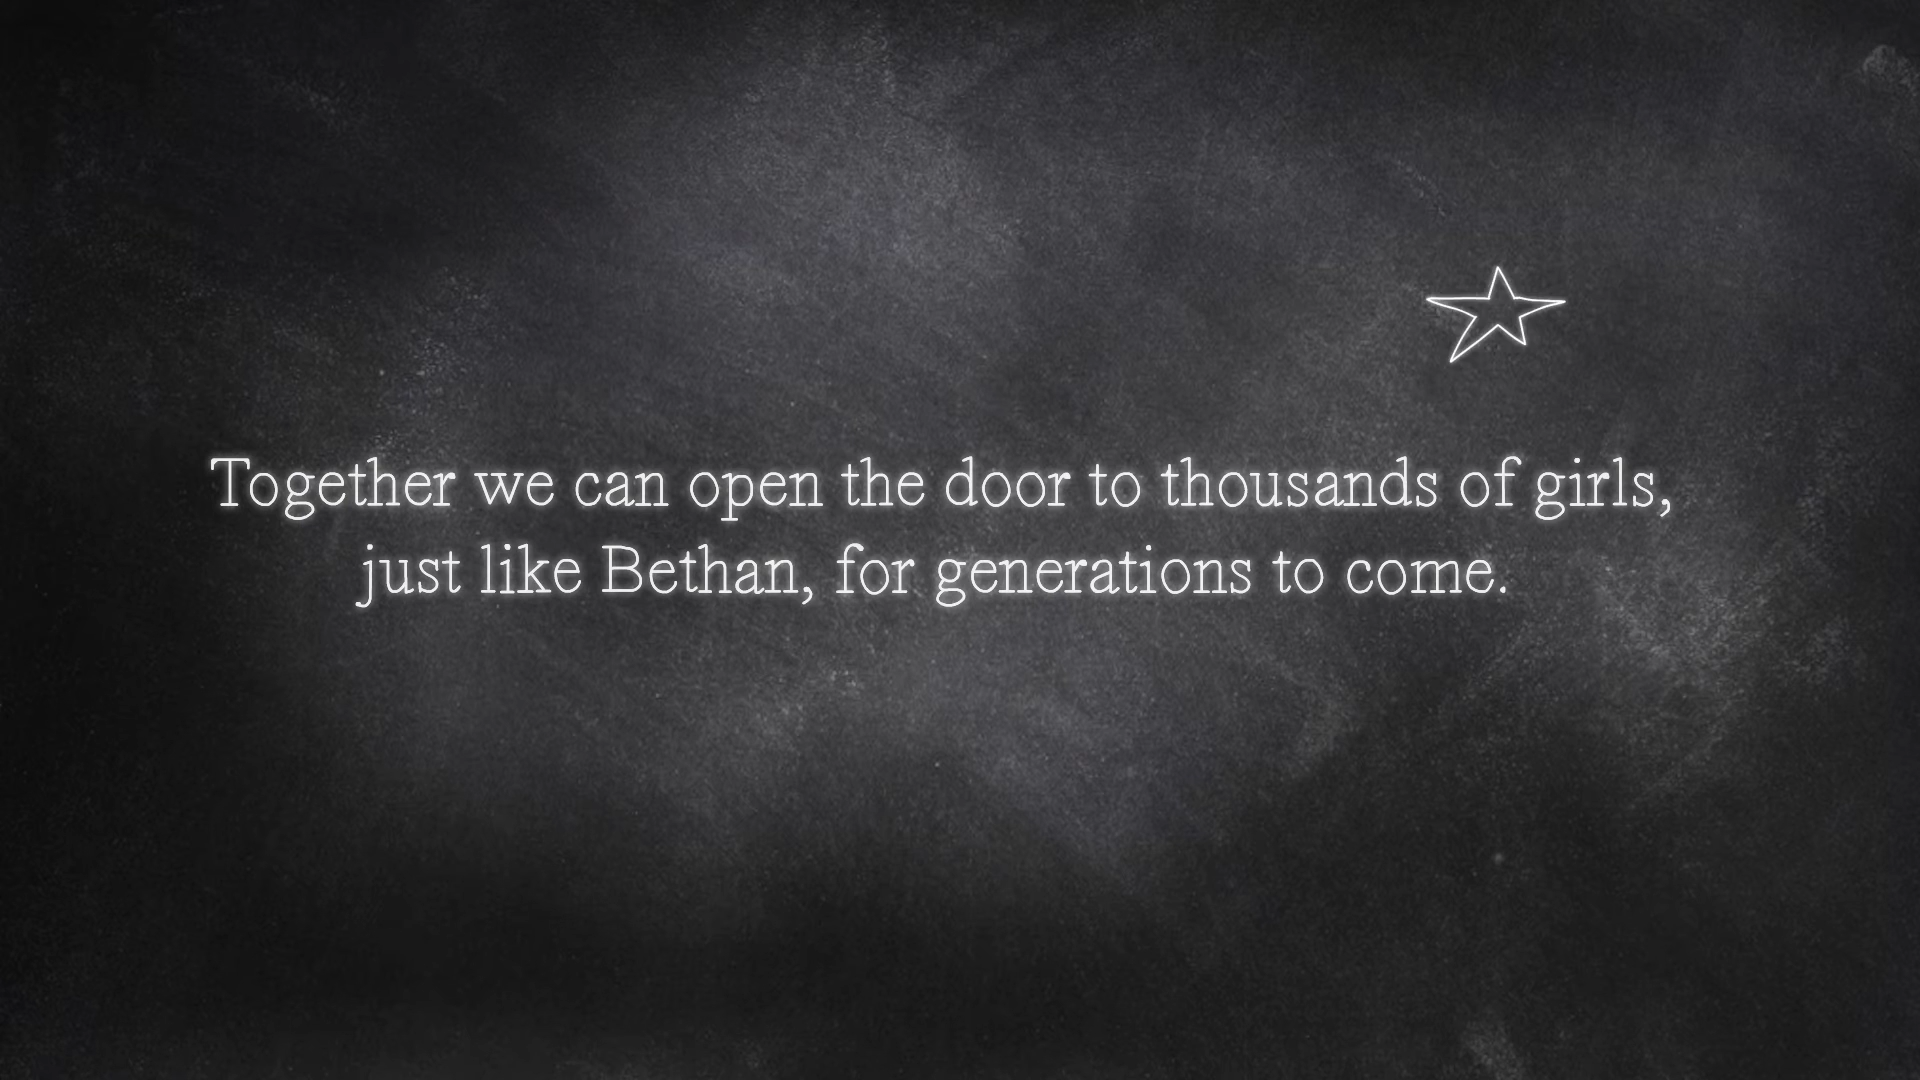 Together we can open the door to thousands of girls,
just like Bethan, for generations to come.